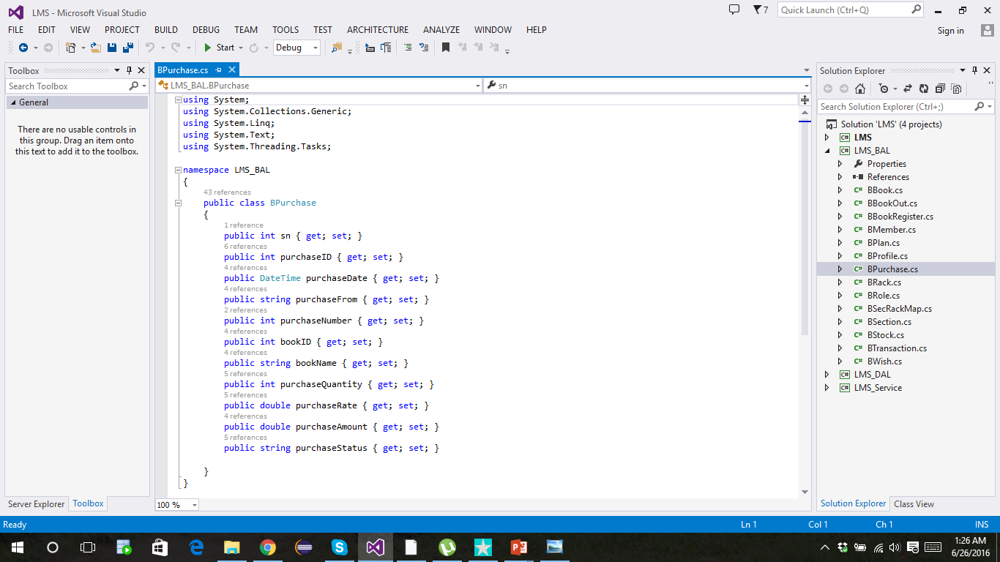 LMS - Microsoft Visual Studio
7
Quick Launch (Ctrl+Q)
FILE EDIT VIEW PROJECT BUILD DEBUG TEAM TOOLS TEST ARCHITECTURE ANALYZE WINDOW HELP
Sign in
Start
Debug
Toolbox
Search Toolbox
General
There are no usable controls in
this group. Drag an item onto
this text to add it to the toolbox.
Server Explorer
Toolbox
BPurchase.cs
LMS_BAL.BPurchase
sn
using System;
using System.Collections.Generic;
using System.Linq;
using System.Text;
using System.Threading.Tasks;
namespace LMS_BAL
{
43 references
public class BPurchase
{
1 reference
public int sn { get; set; }
6 references
public int purchaseID { get; set; }
4 references
public DateTime purchaseDate { get; set; }
4 references
public string purchaseFrom { get; set; }
2 references
public int purchaseNumber { get; set; }
4 references
public int bookID { get; set; }
4 references
public string bookName { get; set; }
5 references
public int purchaseQuantity { get; set; }
5 references
public double purchaseRate { get; set; }
4 references
public double purchaseAmount { get; set; }
5 references
public string purchaseStatus { get; set; }
}
}
100 %
Solution Explorer
Search Solution Explorer (Ctrl+;)
Solution 'LMS' (4 projects)
C# LMS
C# LMS_BAL
Properties
References
C# BBook.cs
C# BBookOut.cs
C# BBookRegister.cs
C# BMember.cs
C# BPlan.cs
C# BProfile.cs
C# BPurchase.cs
C# BRack.cs
C# BRole.cs
C# BSecRackMap.cs
C# BSection.cs
C# BStock.cs
C# BTransaction.cs
C# BWish.cs
C# LMS_DAL
C# LMS_Service
Solution Explorer
Class View
Ready
Ln 1
Col 1
Ch 1
INS
1:26 AM
6/26/2016